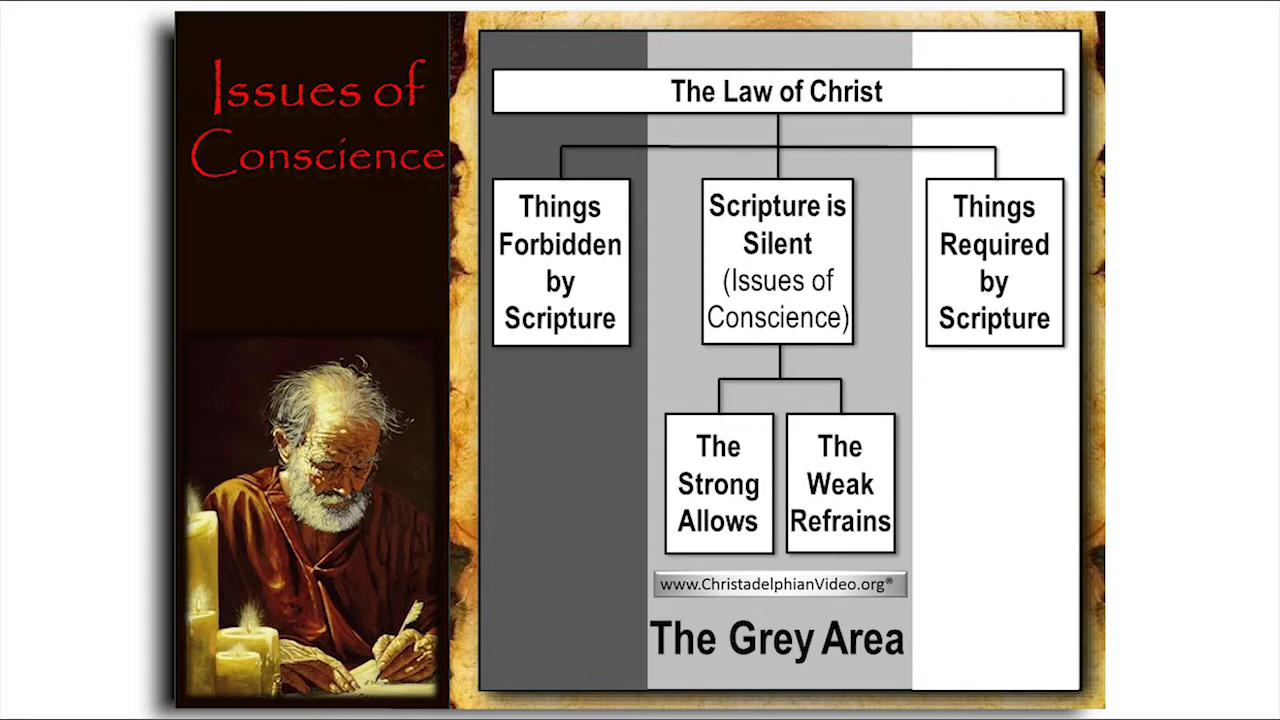 Issues of
Conscience
The Law of Christ
Things
Forbidden
by
Scripture
Scripture is
Silent
(Issues of
Conscience)
Things
Required
by
Scripture
The
Strong
Allows
The
Weak
Refrains
www.ChristadelphianVideo.org®
The Grey Area